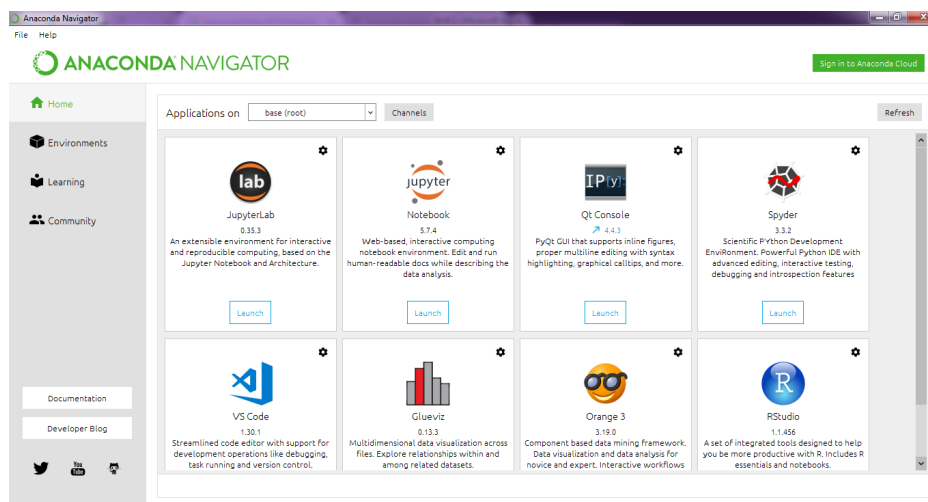 Anaconda Navigator
File Help
ANACONDA NAVIGATOR
Sign in to Anaconda Cloud
Home
Environments
Learning
Community
Documentation
Developer Blog
You
Tube
Applications on base (root) Channels Refresh
lab
JupyterLab
0.35.3
An extensible environment for interactive
and reproducible computing, based on the
Jupyter Notebook and Architecture.
Launch
jupyter
Notebook
5.7.4
Web-based, interactive computing
notebook environment. Edit and run
human-readable docs while describing the
data analysis.
Launch
IP[y]:
Qt Console
4.4.3
PyQt GUI that supports inline figures,
proper multiline editing with syntax
highlighting, graphical calltips, and more.
Launch
Spyder
3.3.2
Scientific PYthon Development
EnviRonment. Powerful Python IDE with
advanced editing, interactive testing,
debugging and introspection features
Launch
VS Code
1.30.1
Streamlined code editor with support for
development operations like debugging,
task running and version control.
Glueviz
0.13.3
Multidimensional data visualization across
files. Explore relationships within and
among related datasets.
Orange 3
3.19.0
Component based data mining framework.
Data visualization and data analysis for
novice and expert. Interactive workflows
R
RStudio
1.1.456
A set of integrated tools designed to help
you be more productive with R. Includes R
essentials and notebooks.